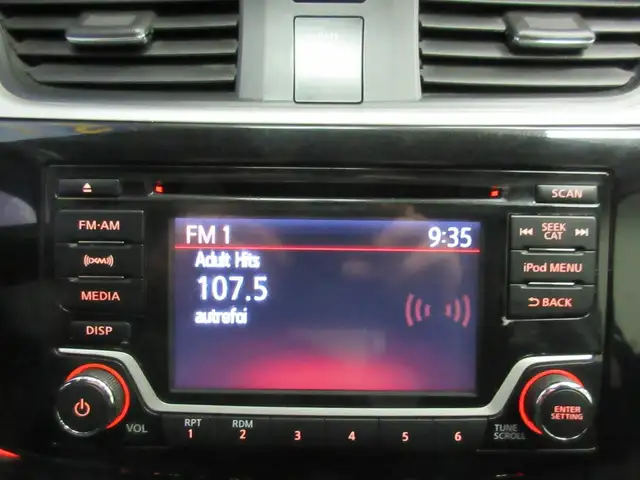 SCAN
FM·AM
FM 1
9:35
SEEK
CAT
((XM))
Adult Hits
107.5
autrefoi
iPod MENU
MEDIA
BACK
DISP
VOL
RPT
1
RDM
2
3
4
5
6
TUNE
SCROLL
ENTER
SETTING